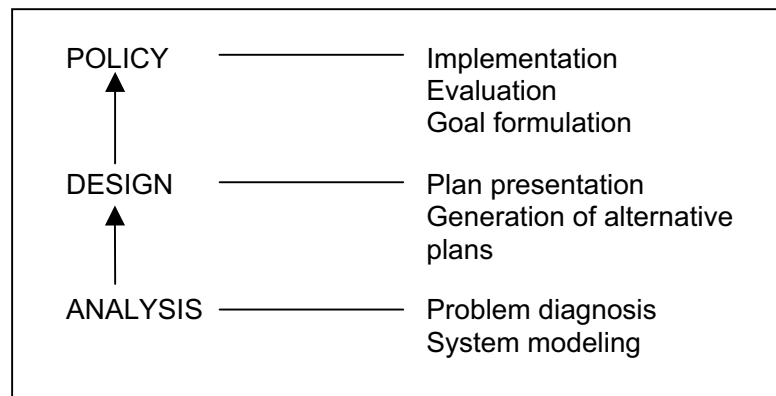 POLICY Implementation
Evaluation
Goal formulation
DESIGN Plan presentation
Generation of alternative
plans
ANALYSIS Problem diagnosis
System modeling